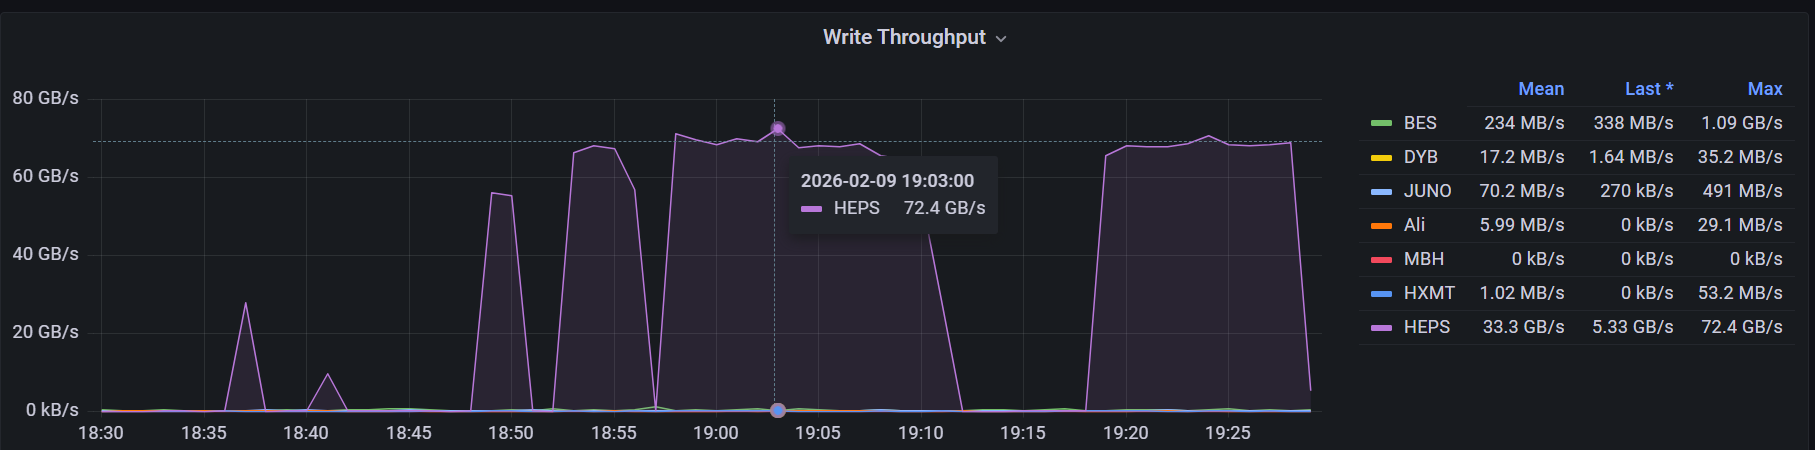 Write Throughput
80 GB/s
60 GB/s
40 GB/s
20 GB/s
0 kB/s
18:30 18:35 18:40 18:45 18:50 18:55 19:00 19:05 19:10 19:15 19:20 19:25
2026-02-09 19:03:00
HEPS 72.4 GB/s
Mean Last * Max
BES 234 MB/s 338 MB/s 1.09 GB/s
DYB 17.2 MB/s 1.64 MB/s 35.2 MB/s
JUNO 70.2 MB/s 270 kB/s 491 MB/s
Ali 5.99 MB/s 0 kB/s 29.1 MB/s
MBH 0 kB/s 0 kB/s 0 kB/s
HXMT 1.02 MB/s 0 kB/s 53.2 MB/s
HEPS 33.3 GB/s 5.33 GB/s 72.4 GB/s